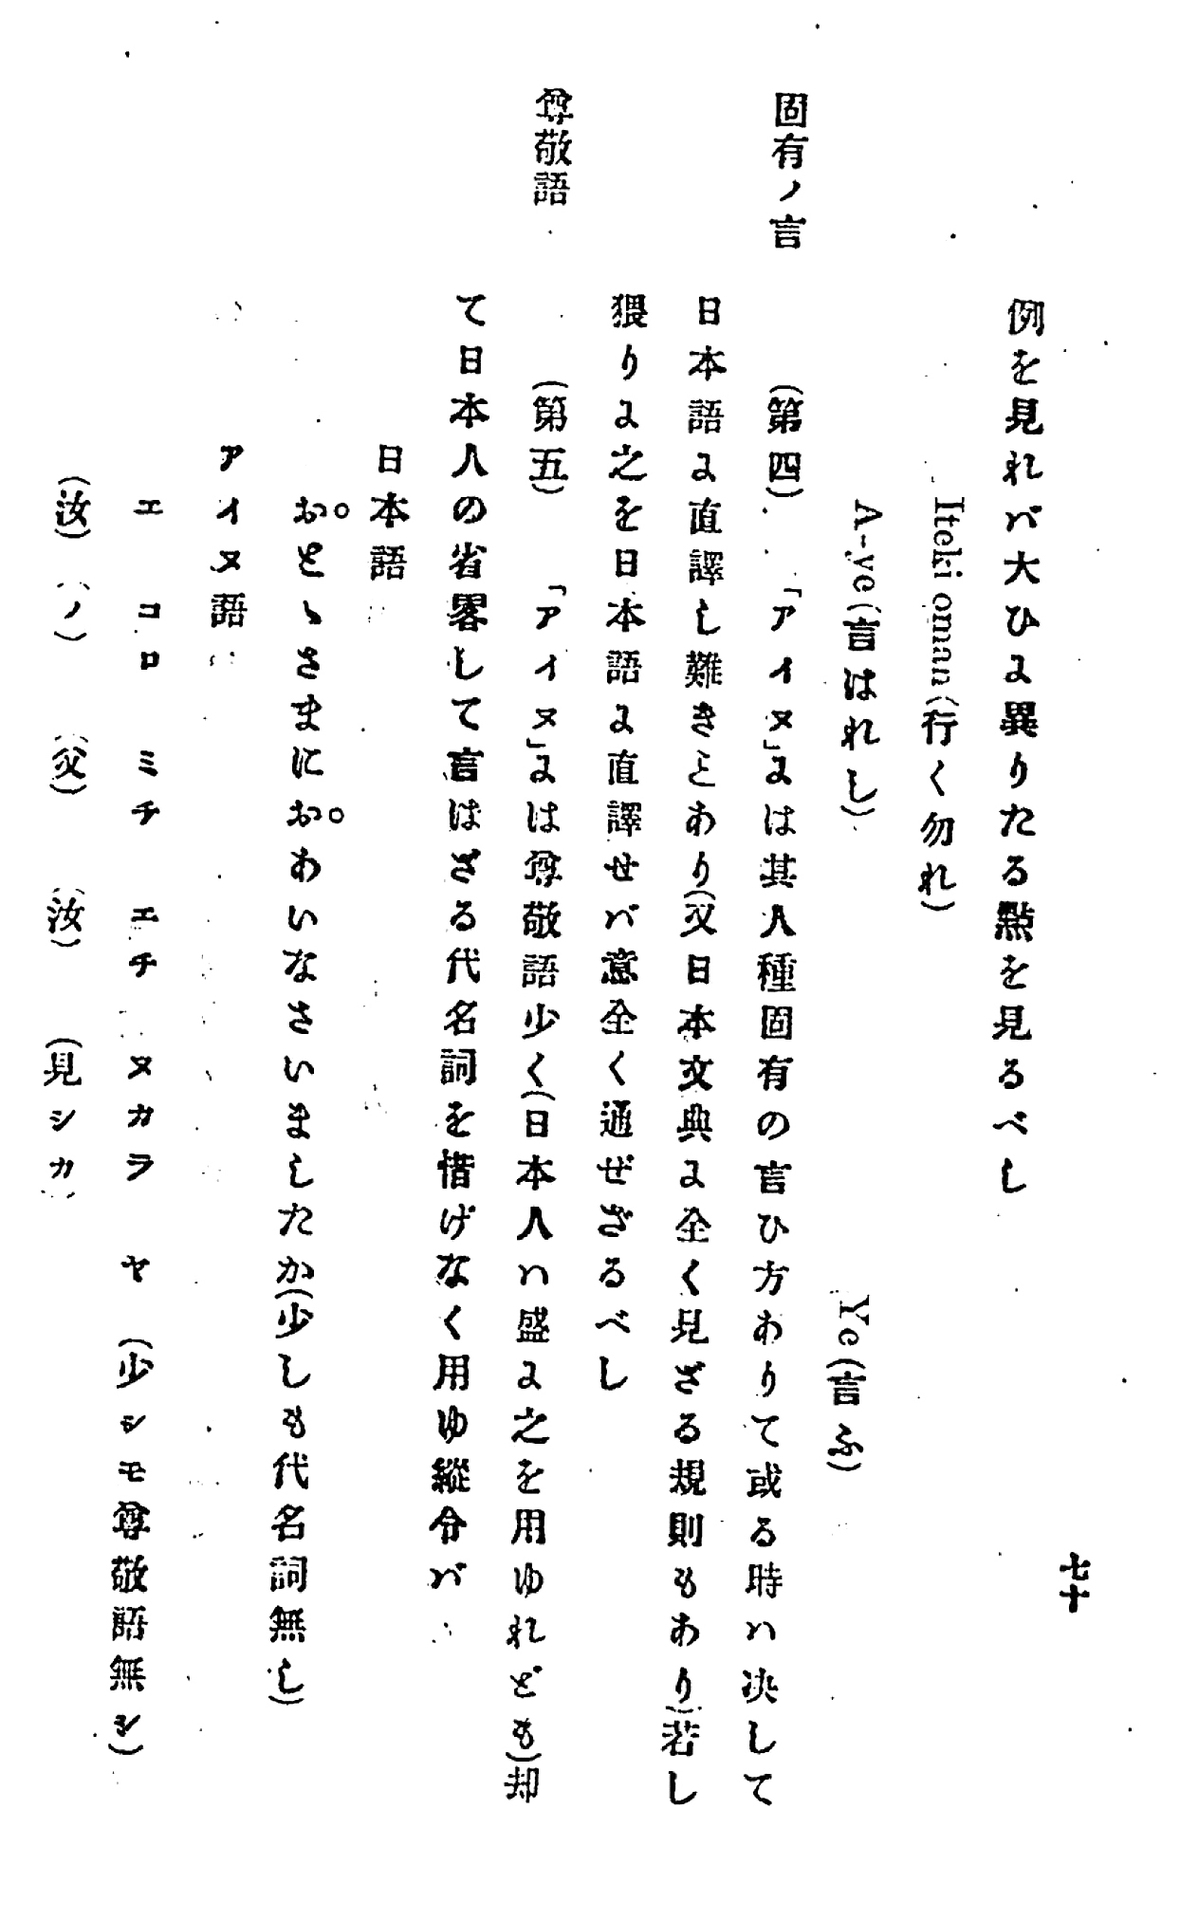 七十
例を見れバ大ひに異りたる點を見るべし
Iteki oman(行く勿れ)
A-ye(言はれし) Ye(言ふ)
固有ノ言
(第四) 「アイヌ」には其人種固有の言ひ方ありて或る時ハ决して
日本語に直譯し難きことあり(又日本文典に全く見ざる規則もあり)若し
猥りに之を日本語に直譯せバ意全く通ぜざるべし
尊敬語
(第五) 「アイヌ」には尊敬語少く(日本人ハ盛に之を用ゆれども)却
て日本人の省畧して言はざる代名詞を惜げなく用ゆ縱令バ
日本語
おとゝさまにおあいなさいましたか(少しも代名詞無し)
アイヌ語
エ コロ ミチ エチ ヌカラ ヤ (少シモ尊敬語無シ)
(汝) (ノ) (父) (汝) (見シカ)